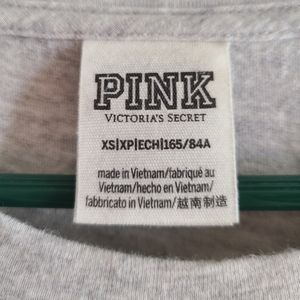 PINK
VICTORIA'S SECRET
XS|XP|ECH|165/84A
made in Vietnam/fabriqué au
Vietnam/hecho en Vietnam/
fabbricato in Vietnam/越南制造